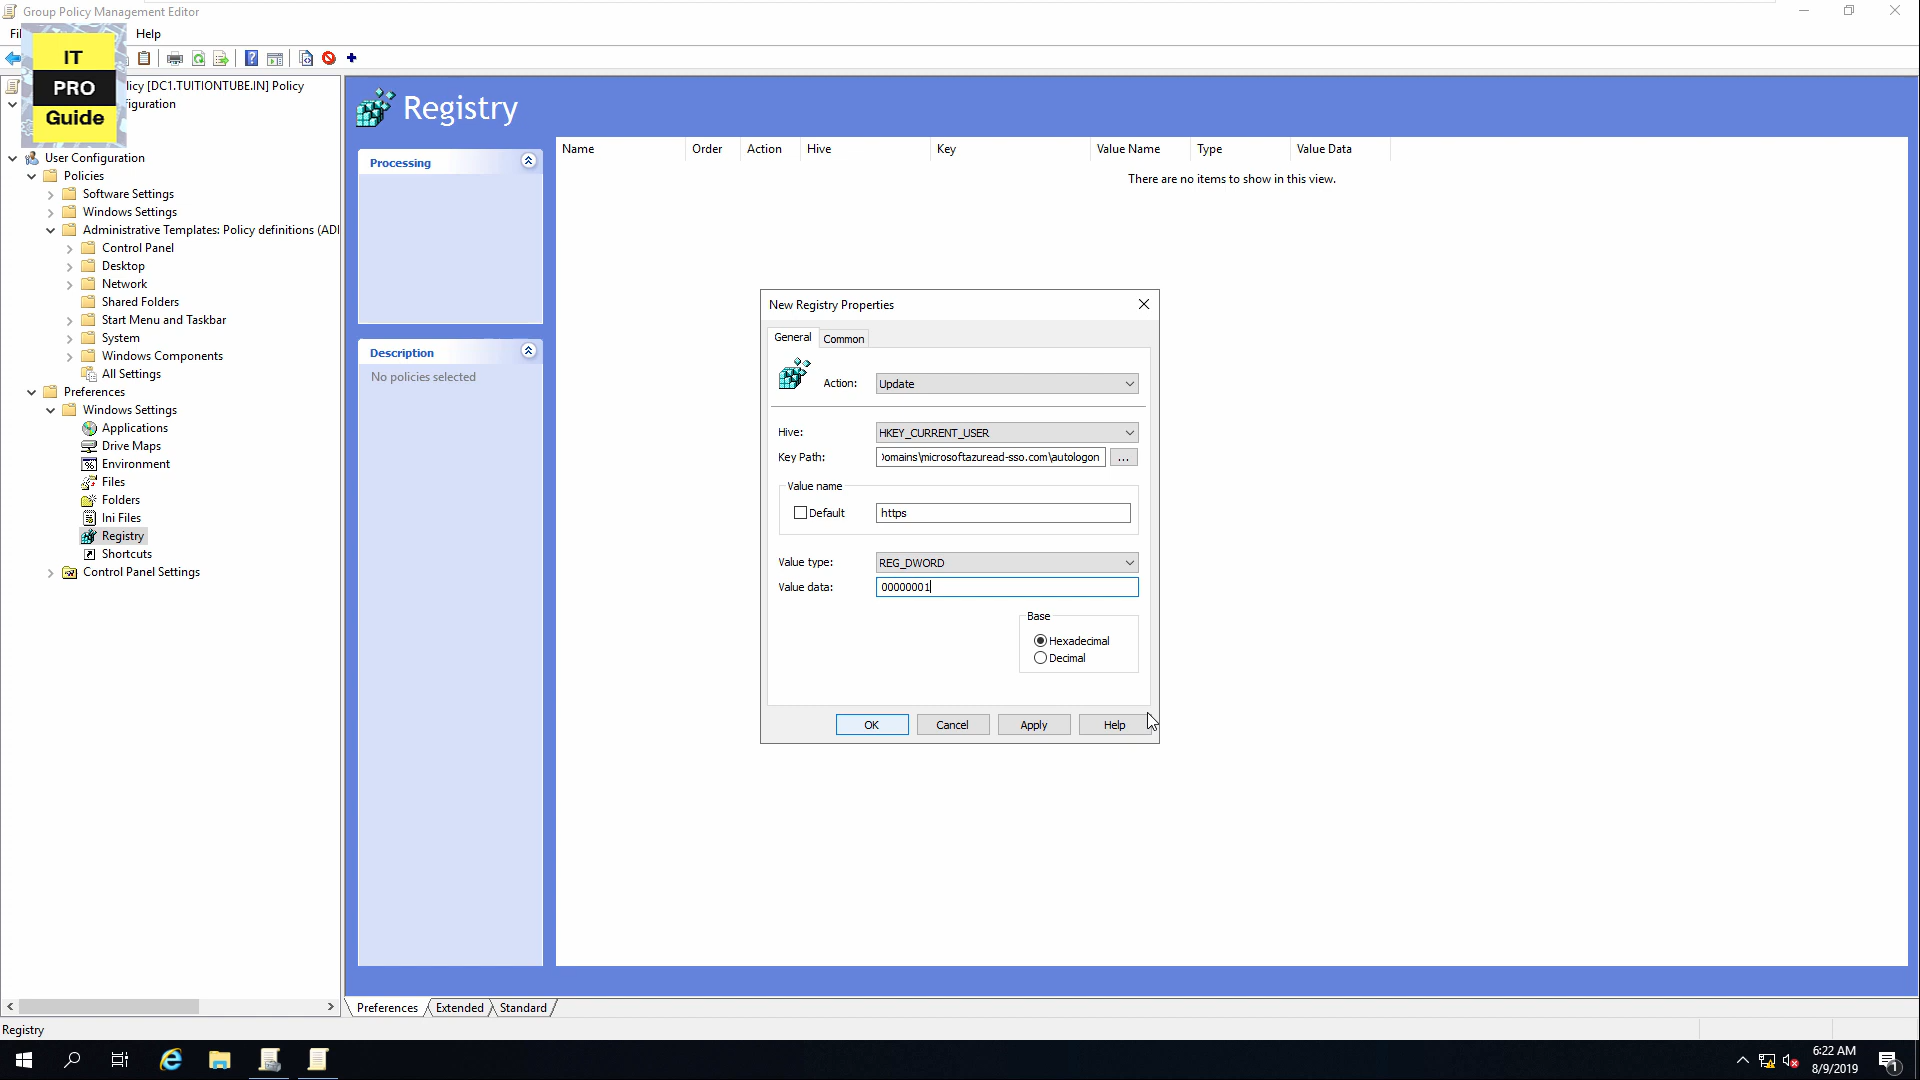 Group Policy Management Editor
Fil
Help
IT
PRO
Guide
licy [DC1.TUITIONTUBE.IN] Policy
figuration
User Configuration
Policies
Software Settings
Windows Settings
Administrative Templates: Policy definitions (ADI
Control Panel
Desktop
Network
Shared Folders
Start Menu and Taskbar
System
Windows Components
All Settings
Preferences
Windows Settings
Applications
Drive Maps
Environment
Files
Folders
Ini Files
Registry
Shortcuts
Control Panel Settings
Registry
Processing
Description
No policies selected
Name Order Action Hive Key Value Name Type Value Data
There are no items to show in this view.
New Registry Properties
General Common
Action: Update
Hive: HKEY_CURRENT_USER
Key Path: omains\microsoftazuread-sso.com\autologon ...
Value name
Default https
Value type: REG_DWORD
Value data: 00000001
Base
Hexadecimal
Decimal
OK Cancel Apply Help
Preferences Extended Standard
Registry
6:22 AM
8/9/2019
1